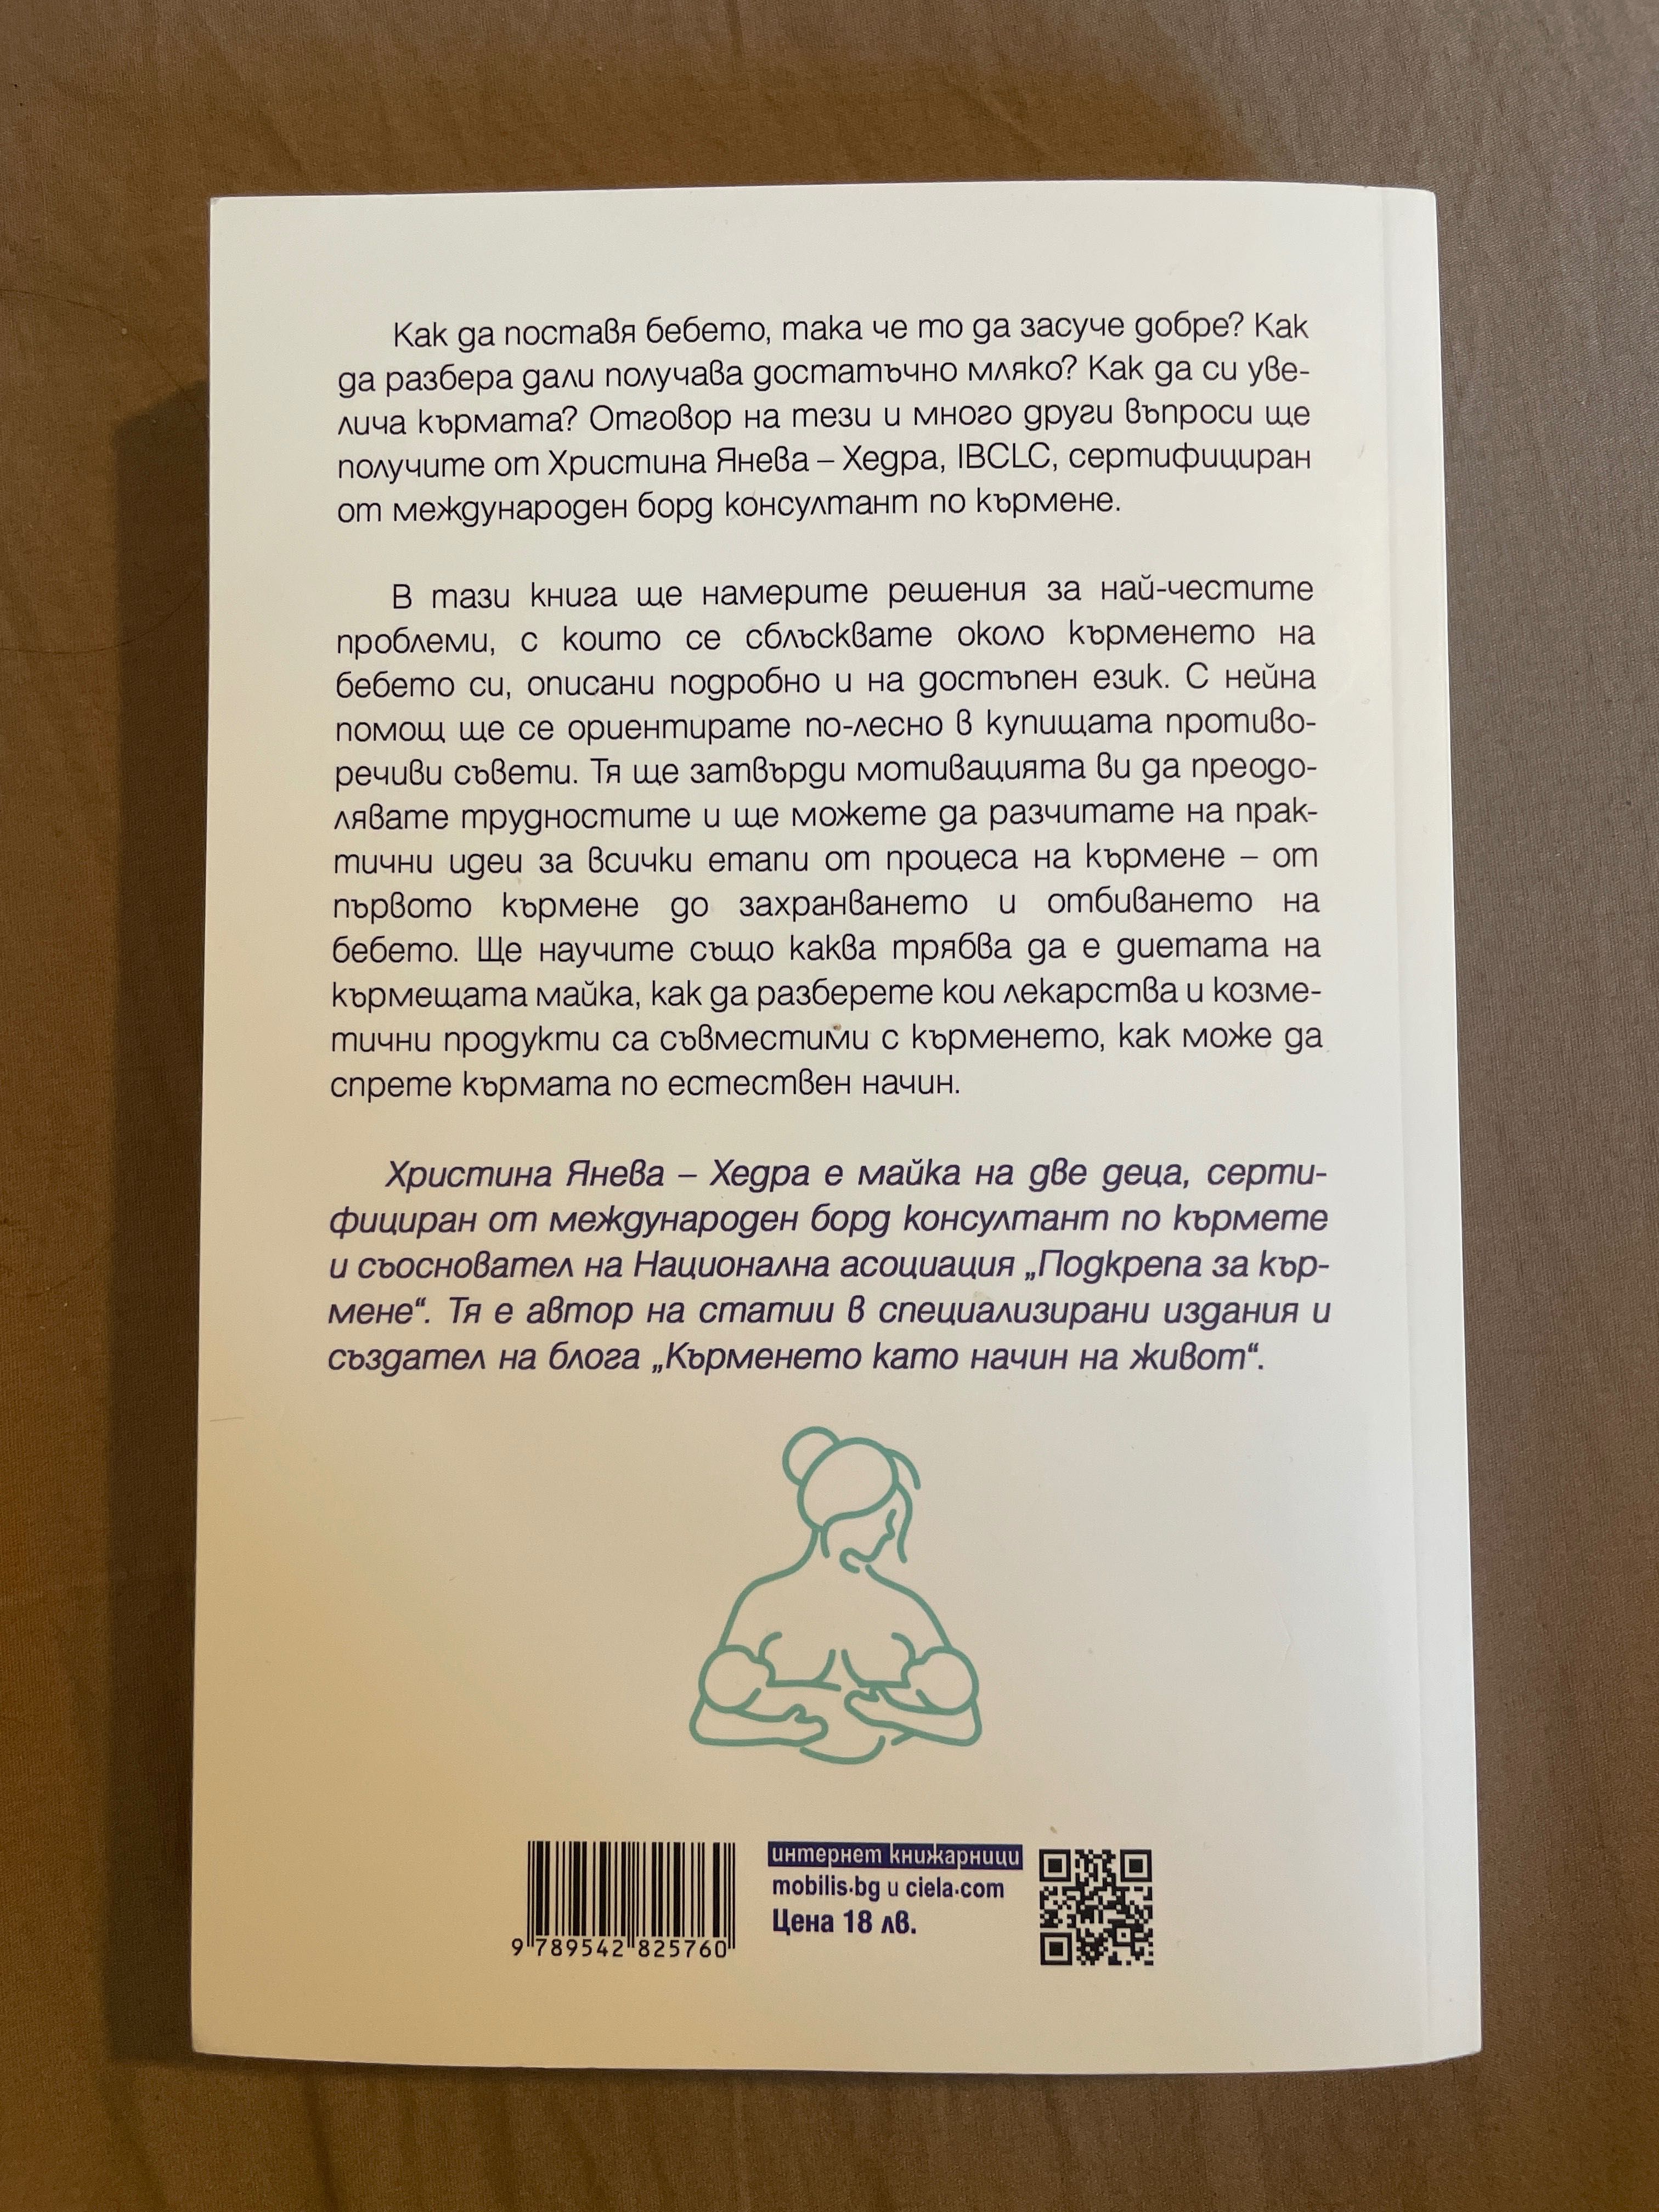 Как да поставя бебето, така че то да засуче добре? Как
да разбера дали получава достатъчно мляко? Как да си уве-
лича кърмата? Отговор на тези и много други въпроси ще
получите от Христина Янева – Хедра, IBCLC, сертифициран
от международен борд консултант по кърмене.
В тази книга ще намерите решения за най-честите
проблеми, с които се сблъсквате около кърменето на
бебето си, описани подробно и на достъпен език. С нейна
помощ ще се ориентирате по-лесно в купищата противо-
речиви съвети. Тя ще затвърди мотивацията ви да преодо-
лявате трудностите и ще можете да разчитате на прак-
тични идеи за всички етапи от процеса на кърмене – от
първото кърмене до захранването и отбиването на
бебето. Ще научите също каква трябва да е диетата на
кърмещата майка, как да разберете кои лекарства и козме-
тични продукти са съвместими с кърменето, как може да
спрете кърмата по естествен начин.
Христина Янева – Хедра е майка на две деца, серти-
фициран от международен борд консултант по кърмете
и съосновател на Национална асоциация „Подкрепа за кър-
мене“. Тя е автор на статии в специализирани издания и
създател на блога „Кърменето като начин на живот“.
интернет книжарници
mobilis.bg и ciela.com
Цена 18 лв.
9 789542 825760